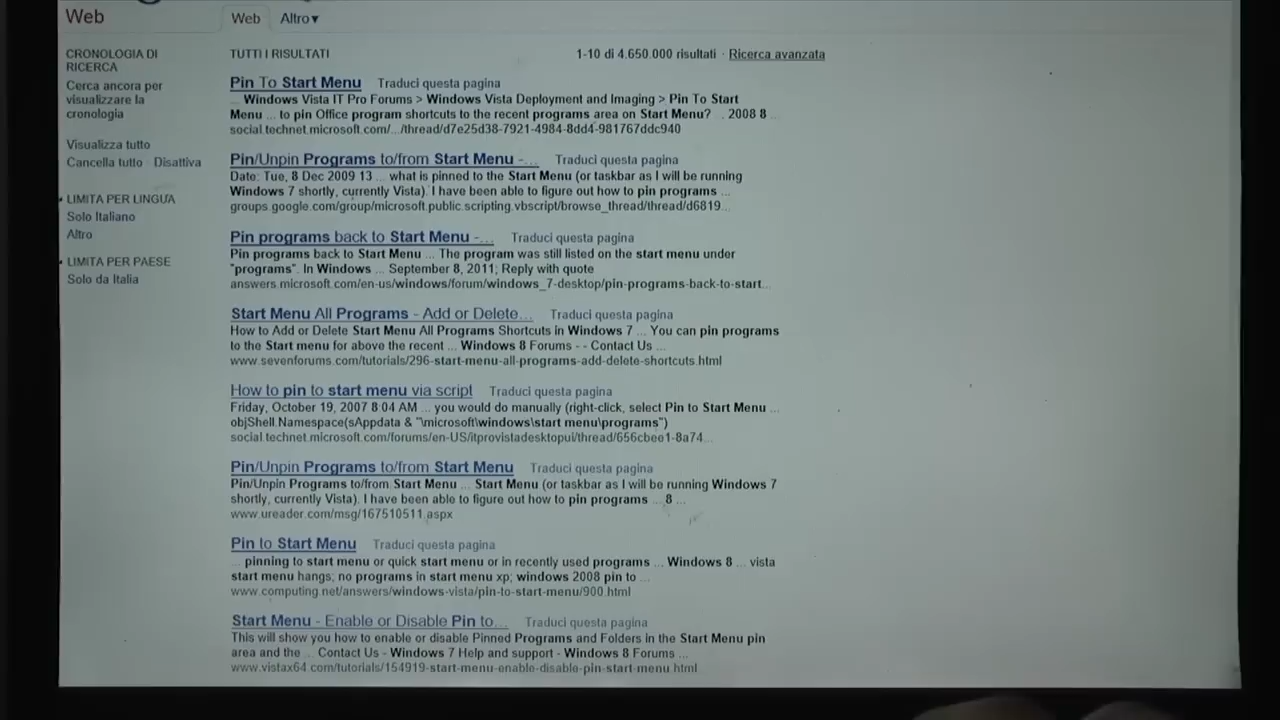 Web
Web Altro▾
CRONOLOGIA DI
RICERCA
Cerca ancora per
visualizzare la
cronologia
Visualizza tutto
Cancella tutto Disattiva
LIMITA PER LINGUA
Solo Italiano
Altro
LIMITA PER PAESE
Solo da Italia
TUTTI I RISULTATI 1-10 di 4.650.000 risultati · Ricerca avanzata
Pin To Start Menu Traduci questa pagina
... Windows Vista IT Pro Forums > Windows Vista Deployment and Imaging > Pin To Start
Menu ... to pin Office program shortcuts to the recent programs area on Start Menu? . 2008 8 ...
social.technet.microsoft.com/.../thread/d7e25d38-7921-4984-8dd4-981767ddc940
Pin/Unpin Programs to/from Start Menu -... Traduci questa pagina
Date: Tue, 8 Dec 2009 13 ... what is pinned to the Start Menu (or taskbar as I will be running
Windows 7 shortly, currently Vista). I have been able to figure out how to pin programs ...
groups.google.com/group/microsoft.public.scripting.vbscript/browse_thread/thread/d6819...
Pin programs back to Start Menu -... Traduci questa pagina
Pin programs back to Start Menu ... The program was still listed on the start menu under
"programs". In Windows ... September 8, 2011; Reply with quote
answers.microsoft.com/en-us/windows/forum/windows_7-desktop/pin-programs-back-to-start...
Start Menu All Programs - Add or Delete... Traduci questa pagina
How to Add or Delete Start Menu All Programs Shortcuts in Windows 7 ... You can pin programs
to the Start menu for above the recent ... Windows 8 Forums - - Contact Us ...
www.sevenforums.com/tutorials/296-start-menu-all-programs-add-delete-shortcuts.html
How to pin to start menu via script Traduci questa pagina
Friday, October 19, 2007 8:04 AM ... you would do manually (right-click, select Pin to Start Menu ...
objShell.Namespace(sAppdata & "\microsoft\windows\start menu\programs")
social.technet.microsoft.com/forums/en-US/itprovistadesktopui/thread/656cbee1-8a74...
Pin/Unpin Programs to/from Start Menu Traduci questa pagina
Pin/Unpin Programs to/from Start Menu ... Start Menu (or taskbar as I will be running Windows 7
shortly, currently Vista). I have been able to figure out how to pin programs ... 8 ...
www.ureader.com/msg/167510511.aspx
Pin to Start Menu Traduci questa pagina
... pinning to start menu or quick start menu or in recently used programs ... Windows 8 ... vista
start menu hangs; no programs in start menu xp; windows 2008 pin to ...
www.computing.net/answers/windows-vista/pin-to-start-menu/900.html
Start Menu - Enable or Disable Pin to... Traduci questa pagina
This will show you how to enable or disable Pinned Programs and Folders in the Start Menu pin
area and the ... Contact Us - Windows 7 Help and support - Windows 8 Forums ...
www.vistax64.com/tutorials/154919-start-menu-enable-disable-pin-start-menu.html